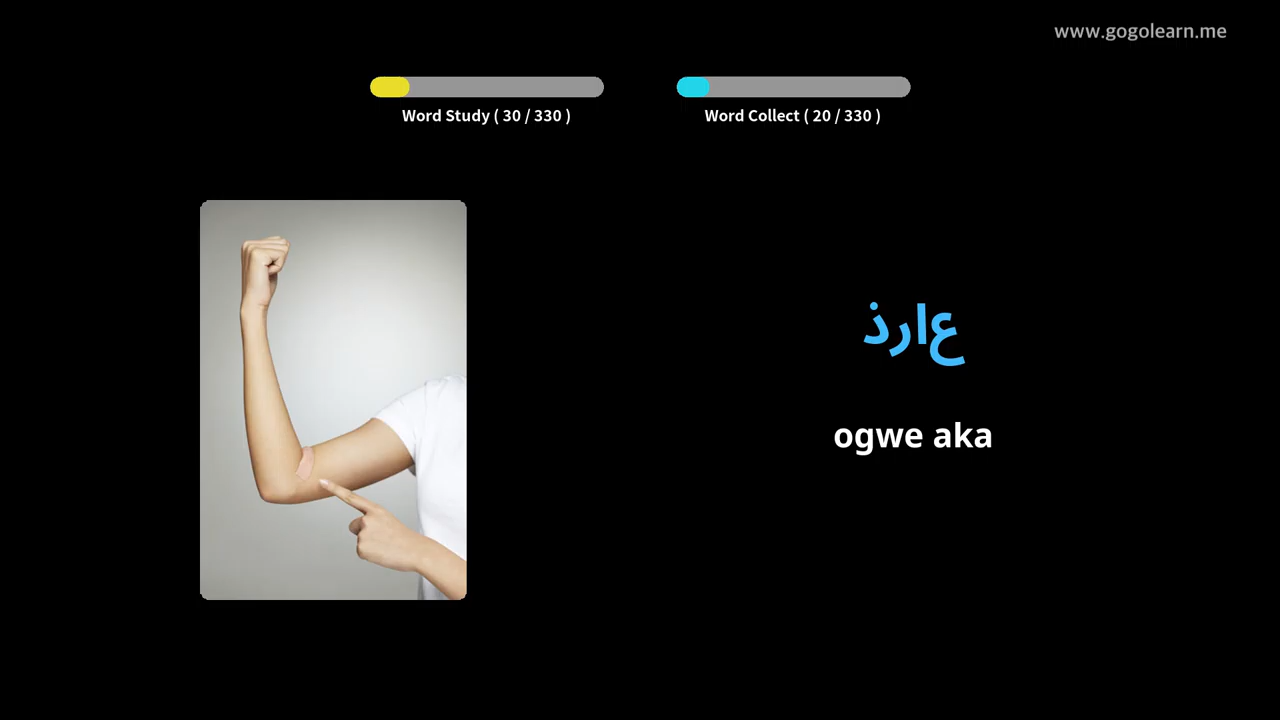 www.gogolearn.me
Word Study ( 30 / 330 )
Word Collect ( 20 / 330 )
ذراع
ogwe aka